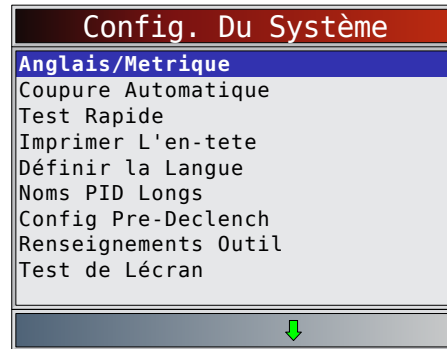 Config. Du Système
Anglais/Metrique
Coupure Automatique
Test Rapide
Imprimer L'en-tete
Définir la Langue
Noms PID Longs
Config Pre-Declench
Renseignements Outil
Test de Lécran